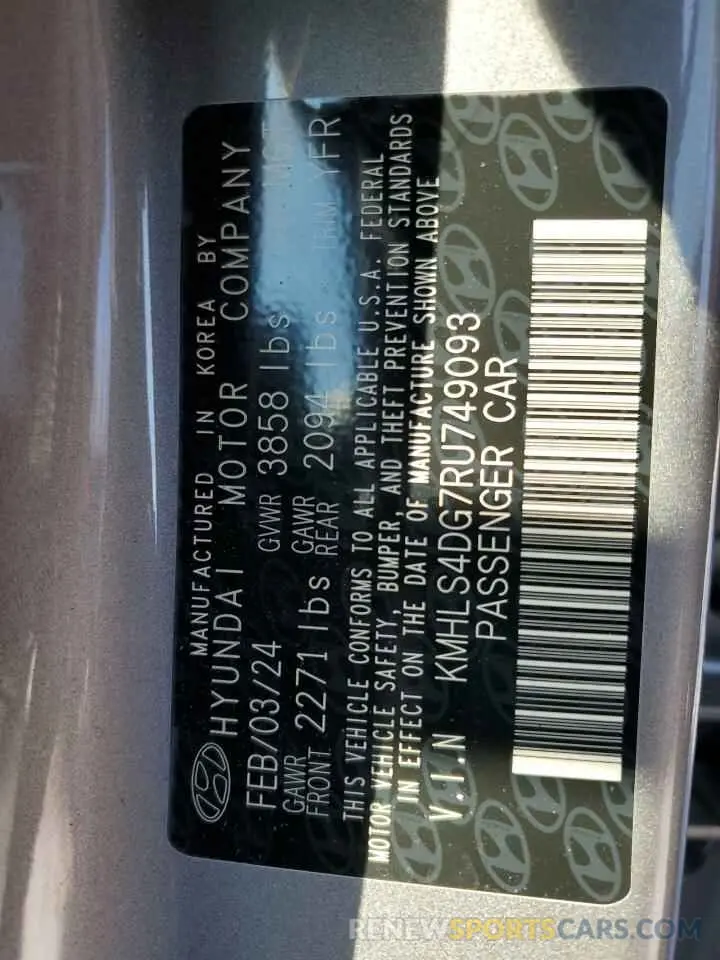 MANUFACTURED IN KOREA BY
HYUNDAI MOTOR COMPANY
FEB/03/24 GVWR 3858 lbs
GAWR FRONT 2271 lbs GAWR REAR 2094 lbs TRIM YFR
THIS VEHICLE CONFORMS TO ALL APPLICABLE U.S.A. FEDERAL
MOTOR VEHICLE SAFETY, BUMPER, AND THEFT PREVENTION STANDARDS
IN EFFECT ON THE DATE OF MANUFACTURE SHOWN ABOVE
V.I.N KMHLS4DG7RU749093
PASSENGER CAR
RENEWSPORTSCARS.COM